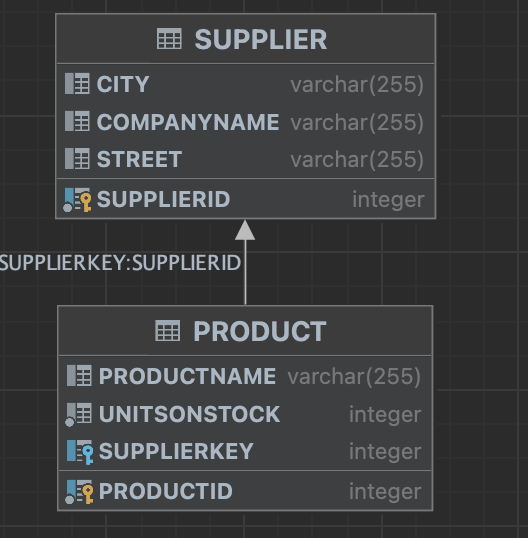 SUPPLIER
CITY varchar(255)
COMPANYNAME varchar(255)
STREET varchar(255)
SUPPLIERID integer
SUPPLIERKEY:SUPPLIERID
PRODUCT
PRODUCTNAME varchar(255)
UNITSONSTOCK integer
SUPPLIERKEY integer
PRODUCTID integer